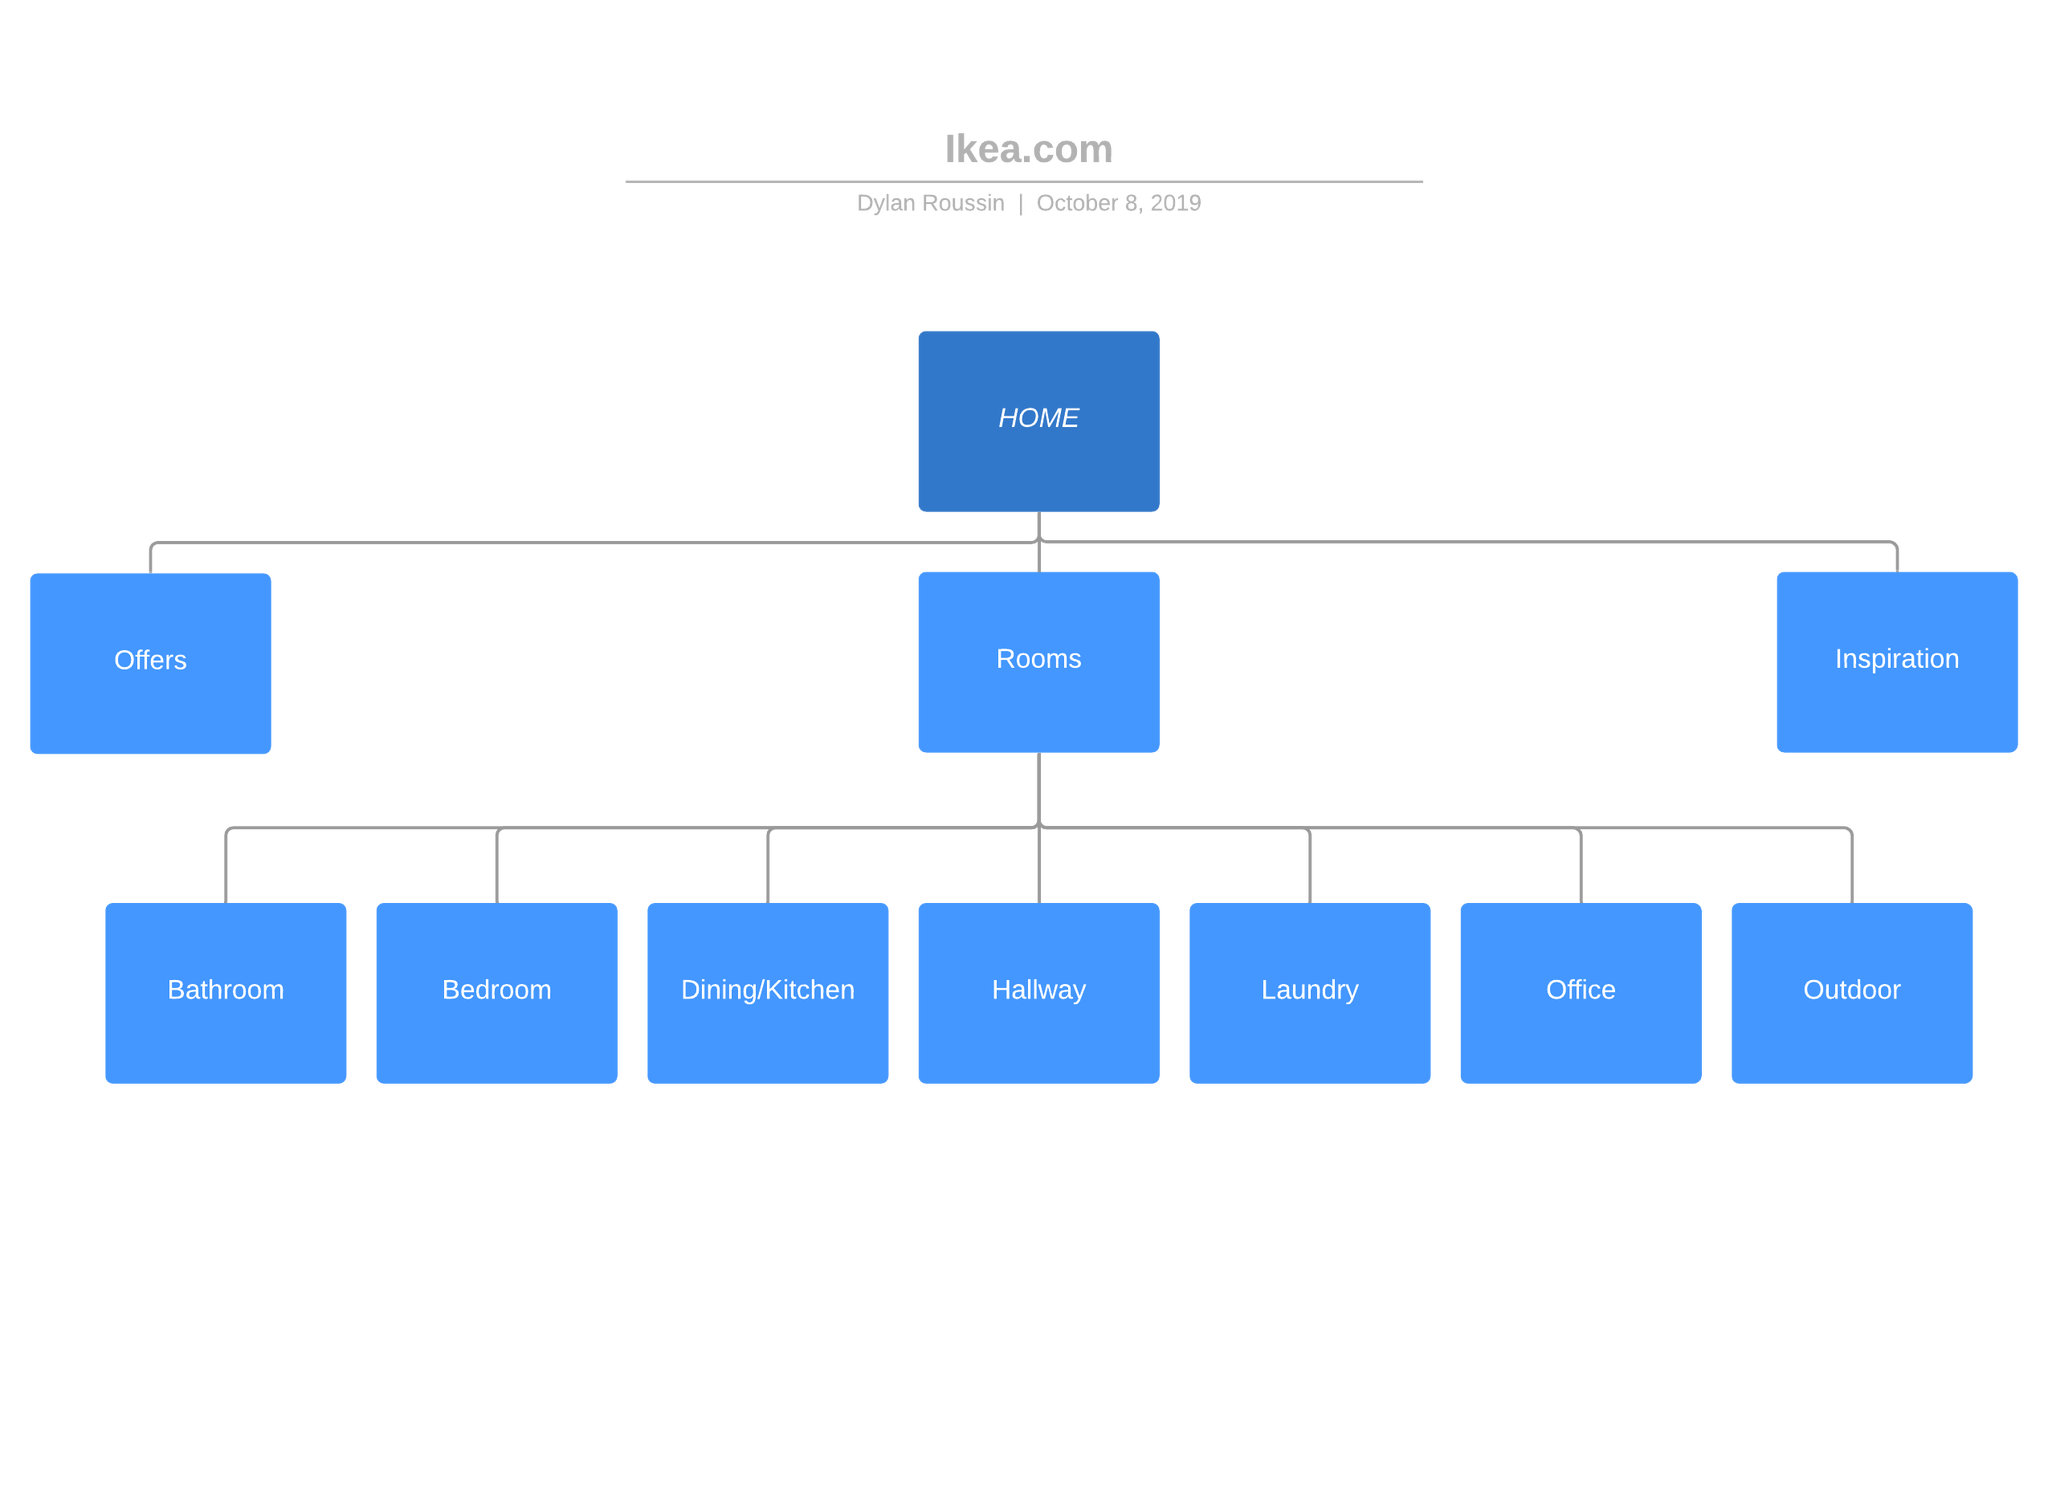 Ikea.com
Dylan Roussin | October 8, 2019
HOME
Offers
Rooms
Inspiration
Bathroom
Bedroom
Dining/Kitchen
Hallway
Laundry
Office
Outdoor